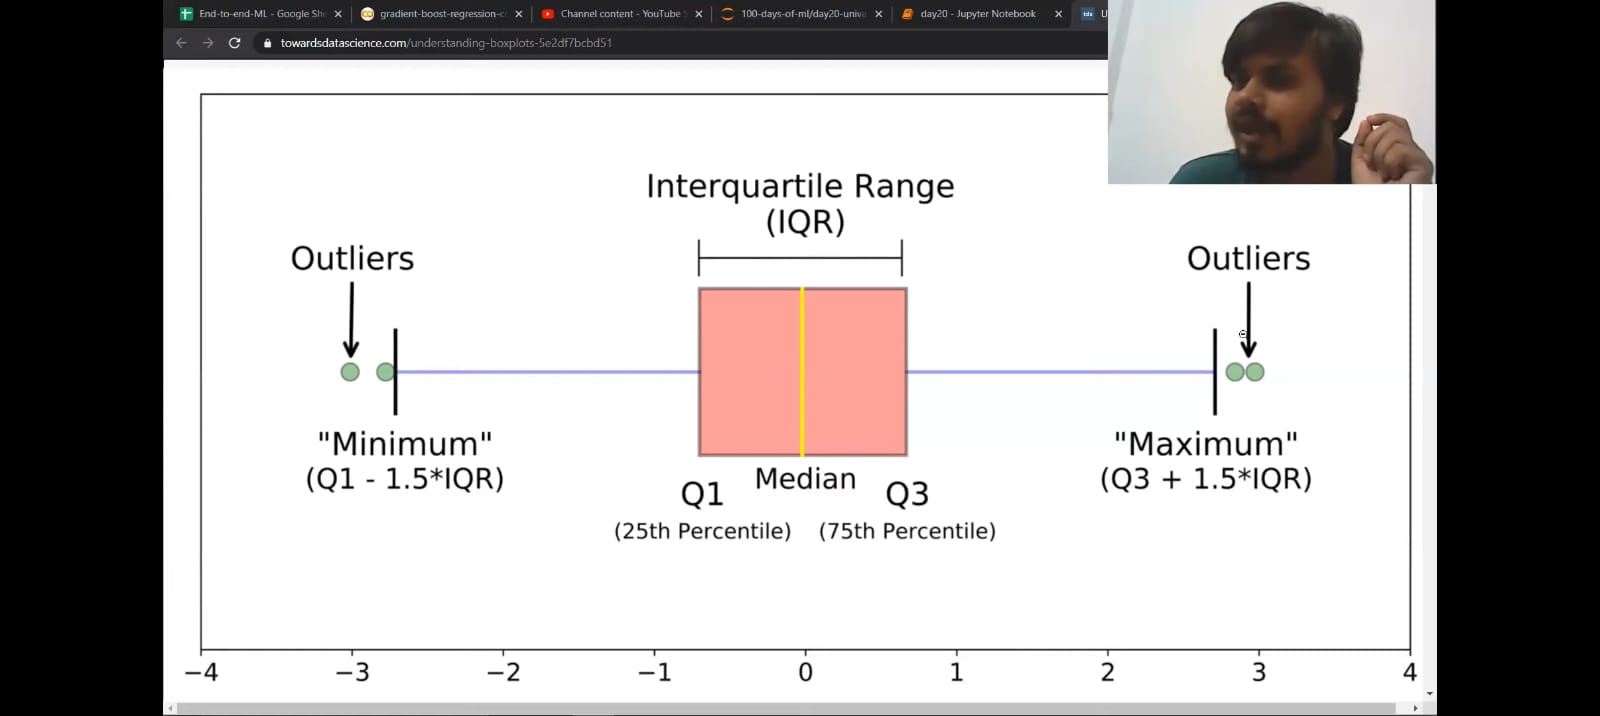 End-to-end-ML - Google She
gradient-boost-regression-c
Channel content - YouTube
100-days-of-ml/day20-univa
day20 - Jupyter Notebook
tds
U
towardsdatascience.com/understanding-boxplots-5e2df7bcbd51
Interquartile Range
(IQR)
Outliers
Outliers
"Minimum"
(Q1 - 1.5*IQR)
Q1
(25th Percentile)
Median
Q3
(75th Percentile)
"Maximum"
(Q3 + 1.5*IQR)
−4 −3 −2 −1 0 1 2 3 4